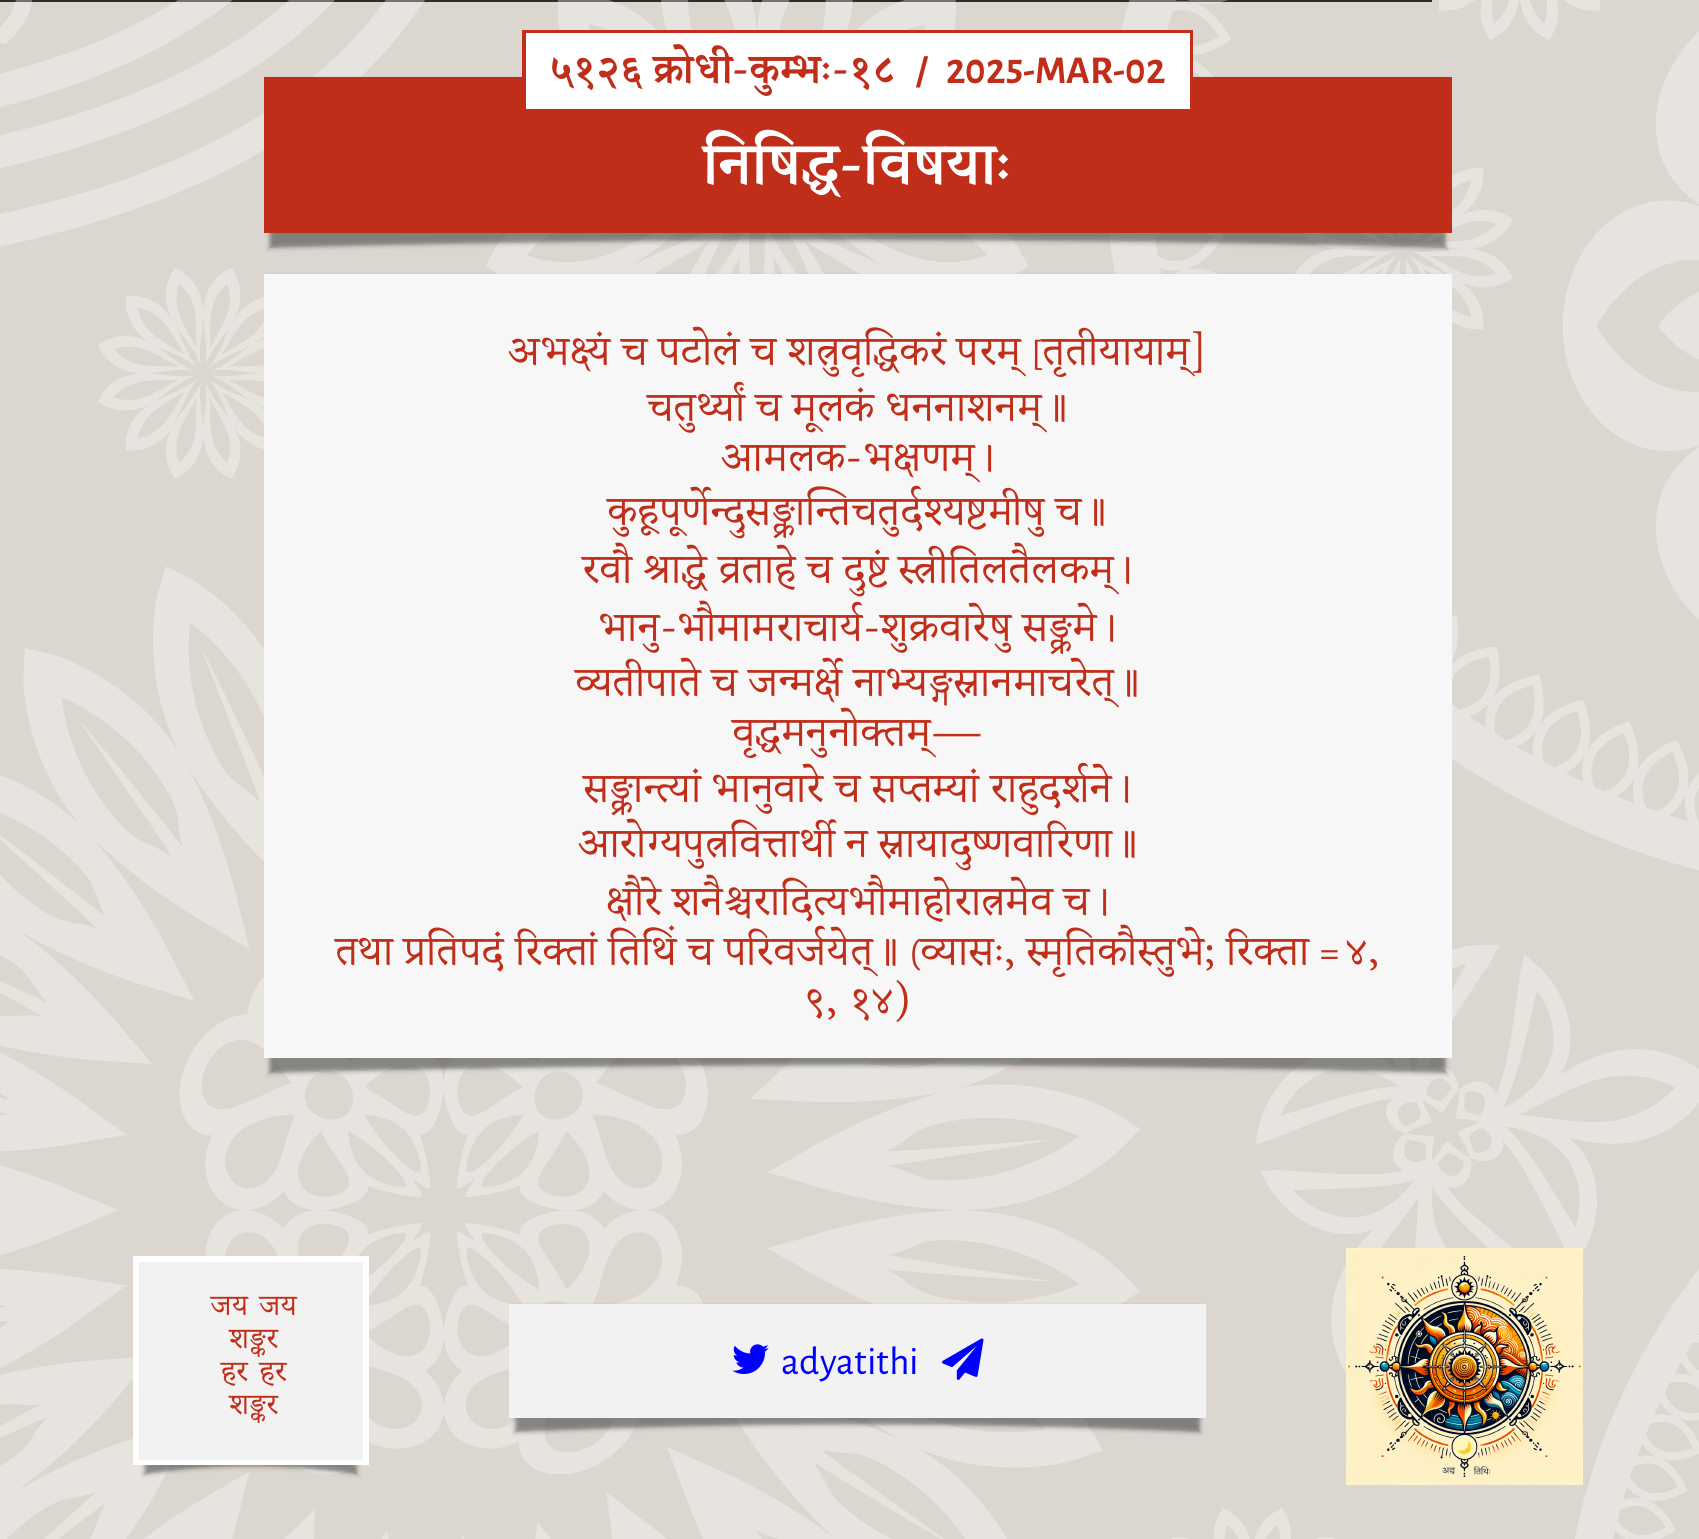 ५१२६ क्रोधी-कुम्भः-१८ / 2025-MAR-02
निषिद्ध-विषयाः
अभक्ष्यं च पटोलं च शत्रुवृद्धिकरं परम् [तृतीयायाम्]
चतुर्थ्यां च मूलकं धननाशनम्॥
आमलक-भक्षणम्।
कुहूपूर्णेन्दुसङ्क्रान्तिचतुर्दश्यष्टमीषु च॥
रवौ श्राद्धे व्रताहे च दुष्टं स्त्रीतिलतैलकम्।
भानु-भौमामराचार्य-शुक्रवारेषु सङ्क्रमे।
व्यतीपाते च जन्मर्क्षे नाभ्यङ्गस्नानमाचरेत्॥
वृद्धमनुनोक्तम्—
सङ्क्रान्त्यां भानुवारे च सप्तम्यां राहुदर्शने।
आरोग्यपुत्रवित्तार्थी न स्नायादुष्णवारिणा॥
क्षौरे शनैश्चरादित्यभौमाहोरात्रमेव च।
तथा प्रतिपदं रिक्तां तिथिं च परिवर्जयेत्॥ (व्यासः, स्मृतिकौस्तुभे; रिक्ता = ४,
९, १४)
जय जय
शङ्कर
हर हर
शङ्कर
adyatithi
अद्य तिथिः